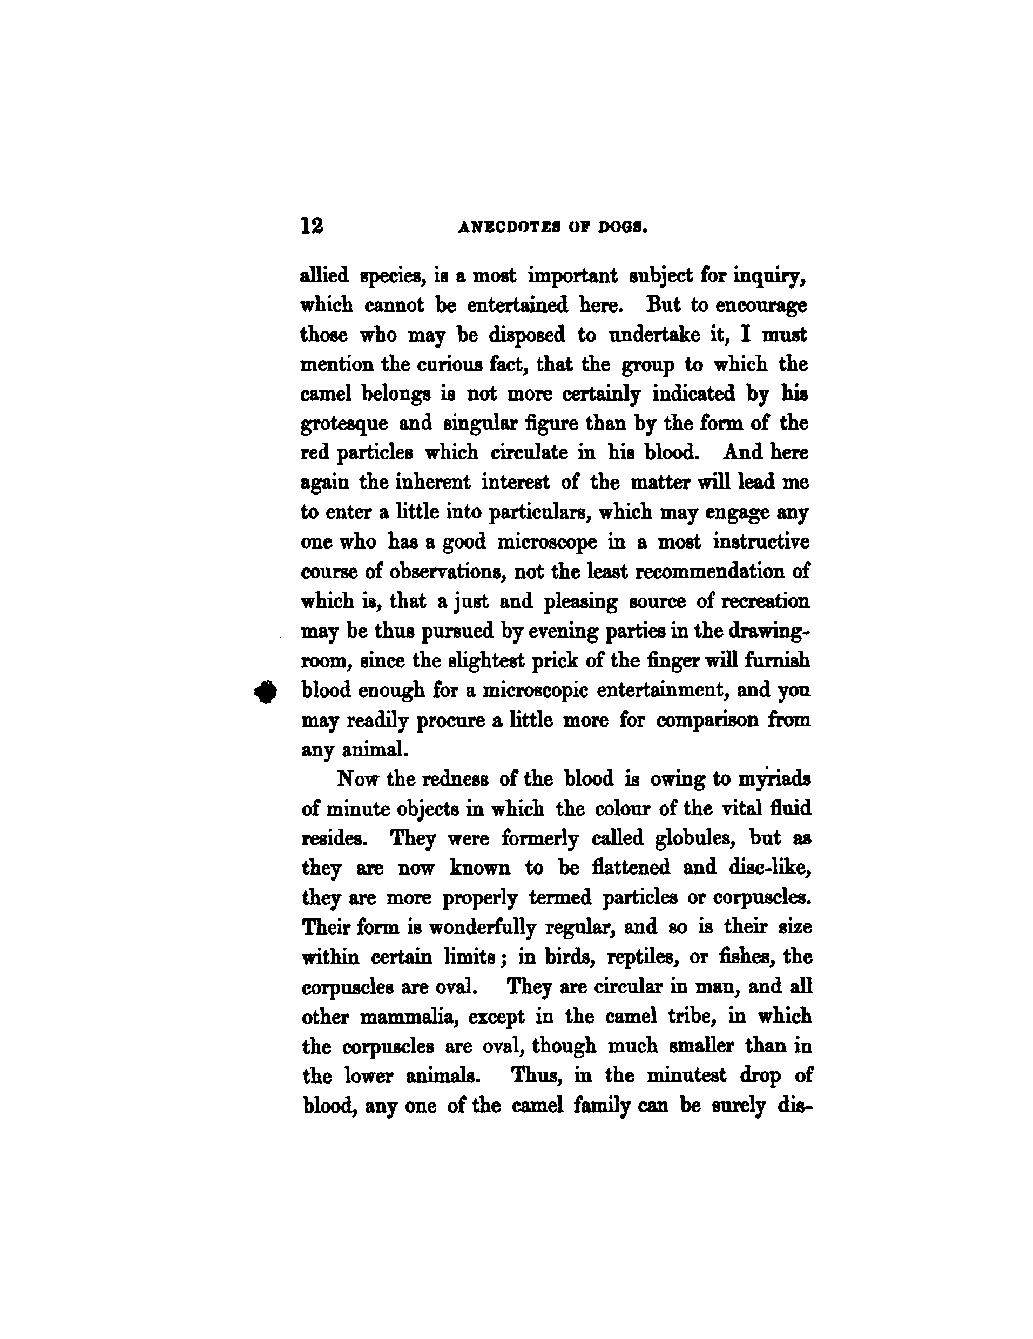 12 ANECDOTES OF DOGS.
allied species, is a most important subject for inquiry,
which cannot be entertained here. But to encourage
those who may be disposed to undertake it, I must
mention the curious fact, that the group to which the
camel belongs is not more certainly indicated by his
grotesque and singular figure than by the form of the
red particles which circulate in his blood. And here
again the inherent interest of the matter will lead me
to enter a little into particulars, which may engage any
one who has a good microscope in a most instructive
course of observations, not the least recommendation of
which is, that a just and pleasing source of recreation
may be thus pursued by evening parties in the drawing-
room, since the slightest prick of the finger will furnish
blood enough for a microscopic entertainment, and you
may readily procure a little more for comparison from
any animal.
Now the redness of the blood is owing to myriads
of minute objects in which the colour of the vital fluid
resides. They were formerly called globules, but as
they are now known to be flattened and disc-like,
they are more properly termed particles or corpuscles.
Their form is wonderfully regular, and so is their size
within certain limits; in birds, reptiles, or fishes, the
corpuscles are oval. They are circular in man, and all
other mammalia, except in the camel tribe, in which
the corpuscles are oval, though much smaller than in
the lower animals. Thus, in the minutest drop of
blood, any one of the camel family can be surely dis-